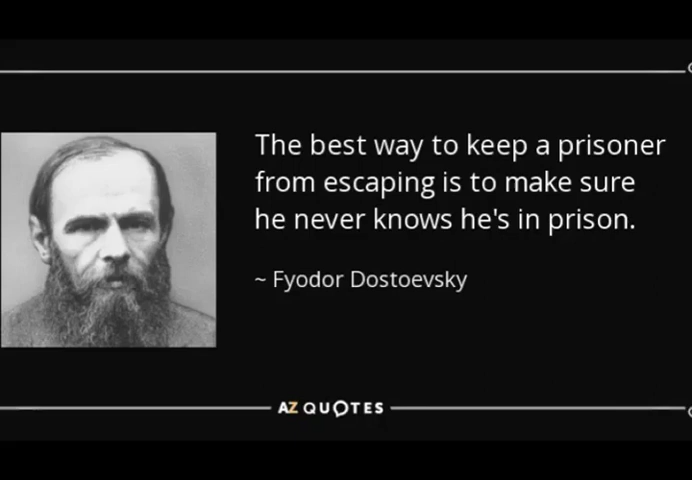 The best way to keep a prisoner
from escaping is to make sure
he never knows he's in prison.
~ Fyodor Dostoevsky
AZ QUOTES